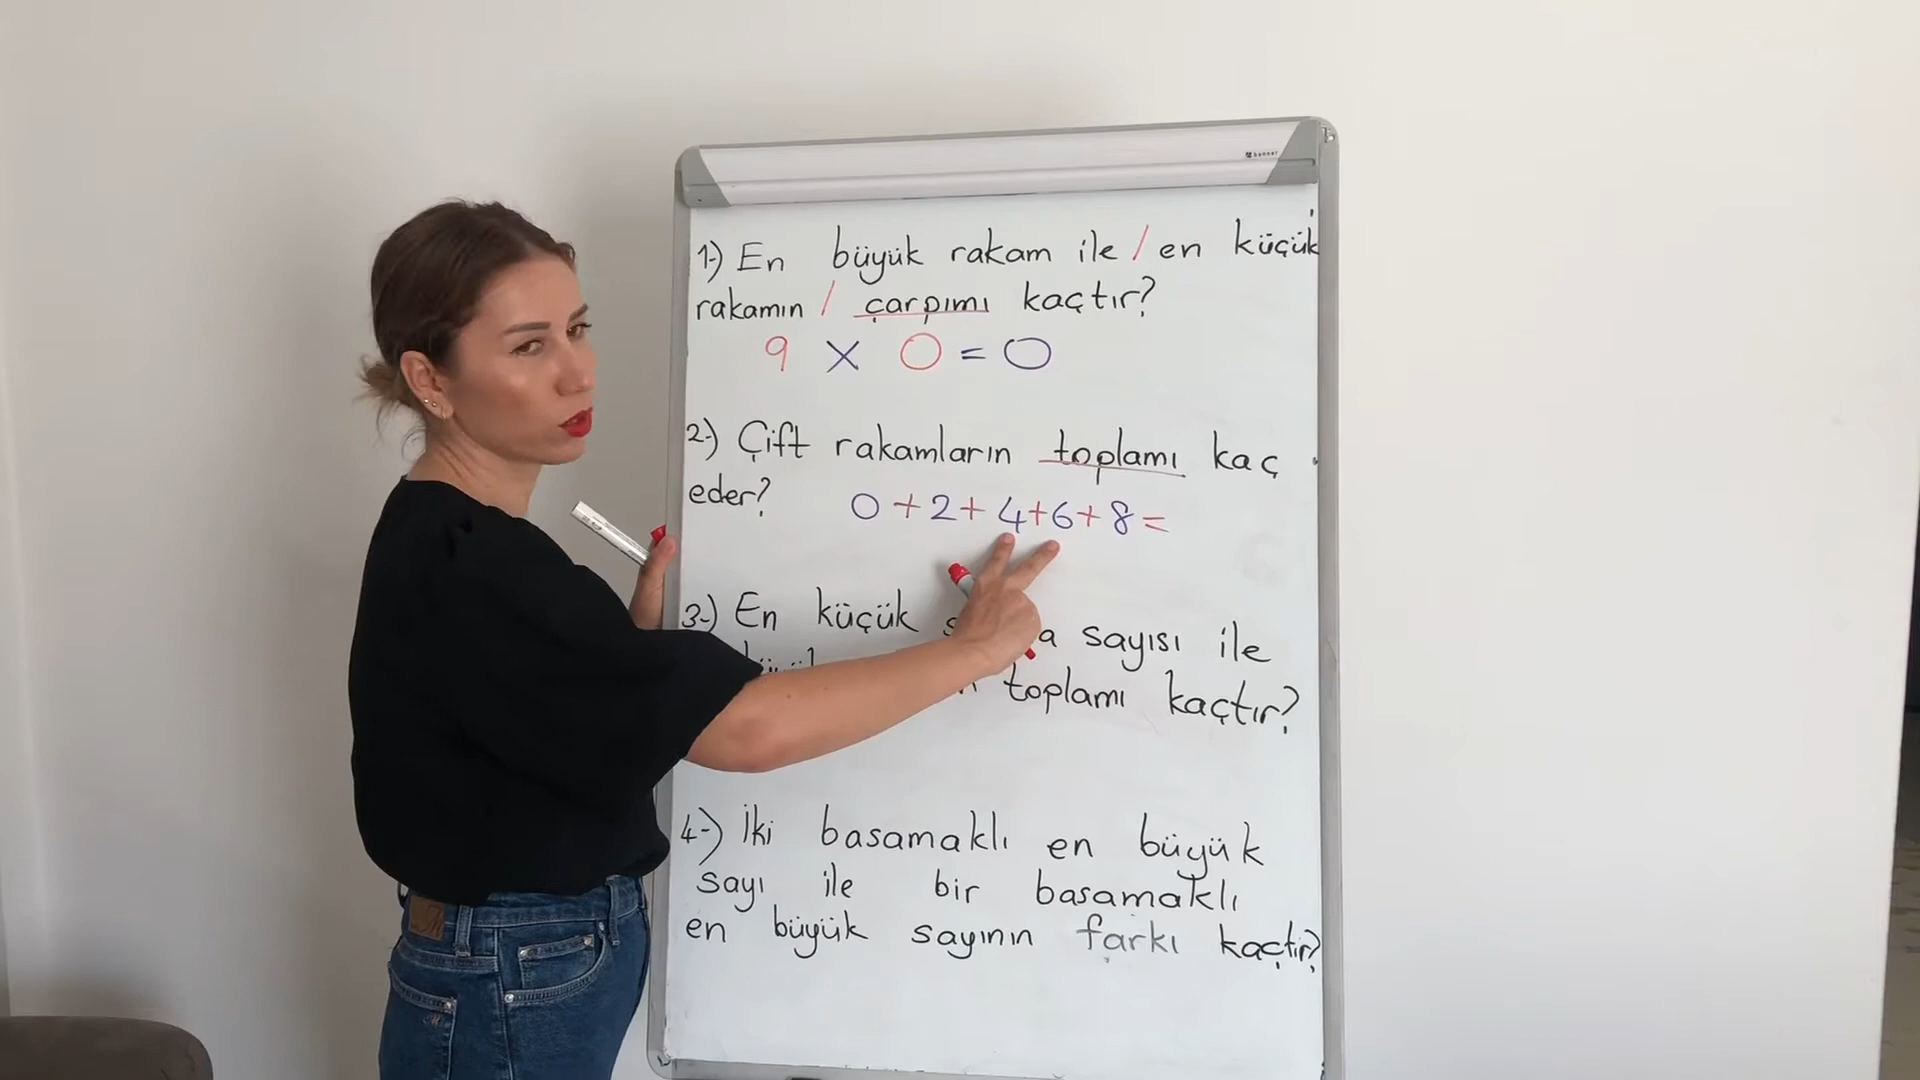 banner
1-) En büyük rakam ile / en küçük
rakamın / çarpımı kaçtır?
9 x 0 = 0
2-) Çift rakamların toplamı kaç
eder? 0 + 2 + 4 + 6 + 8 =
3-) En küçük sayısı ile
toplamı kaçtır?
4-) İki basamaklı en büyük
sayı ile bir basamaklı
en büyük sayının farkı kaçtır?